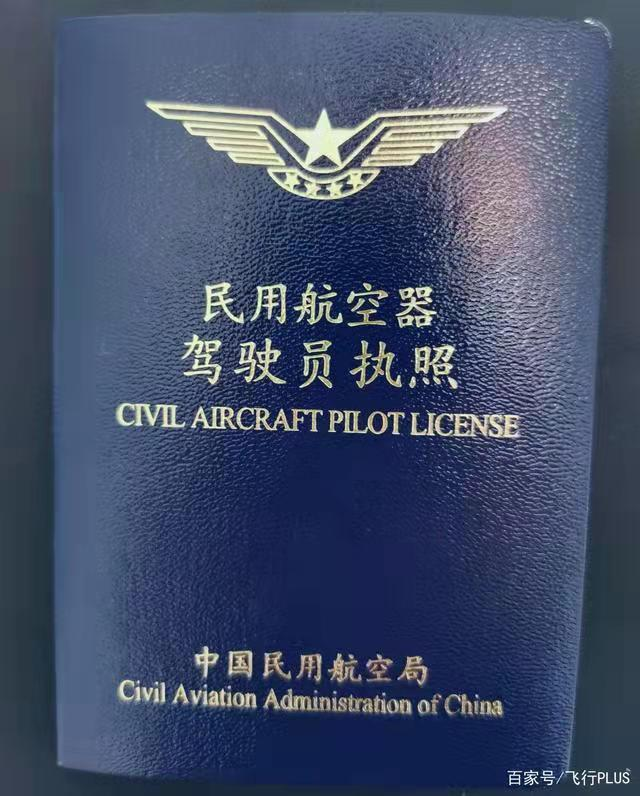 民用航空器
驾驶员执照
CIVIL AIRCRAFT PILOT LICENSE
中国民用航空局
Civil Aviation Administration of China
百家号/飞行PLUS